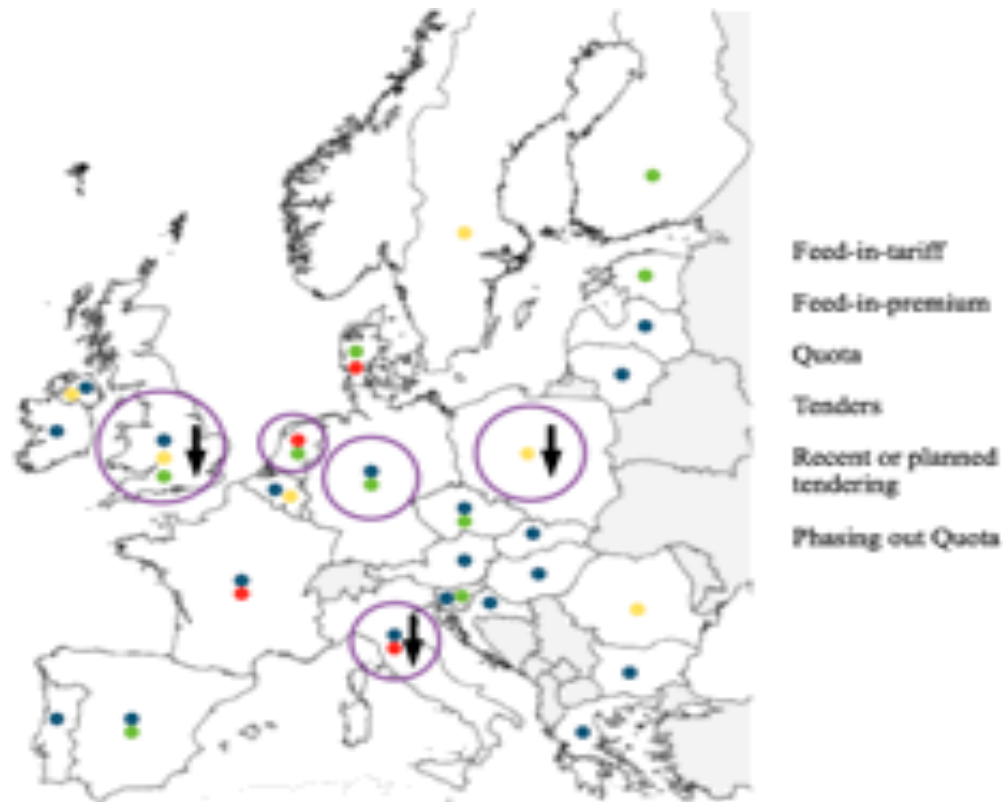 Feed-in-tariff
Feed-in-premium
Quota
Tenders
Recent or planned
tendering
Phasing out Quota